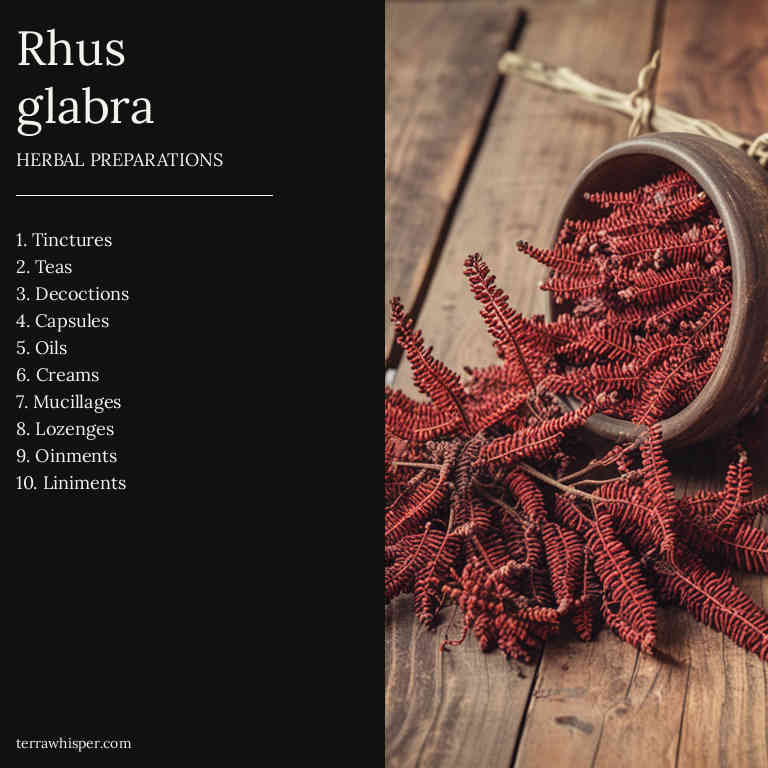 Rhus
glabra
HERBAL PREPARATIONS
1. Tinctures
2. Teas
3. Decoctions
4. Capsules
5. Oils
6. Creams
7. Mucillages
8. Lozenges
9. Oinments
10. Liniments
terrawhisper.com